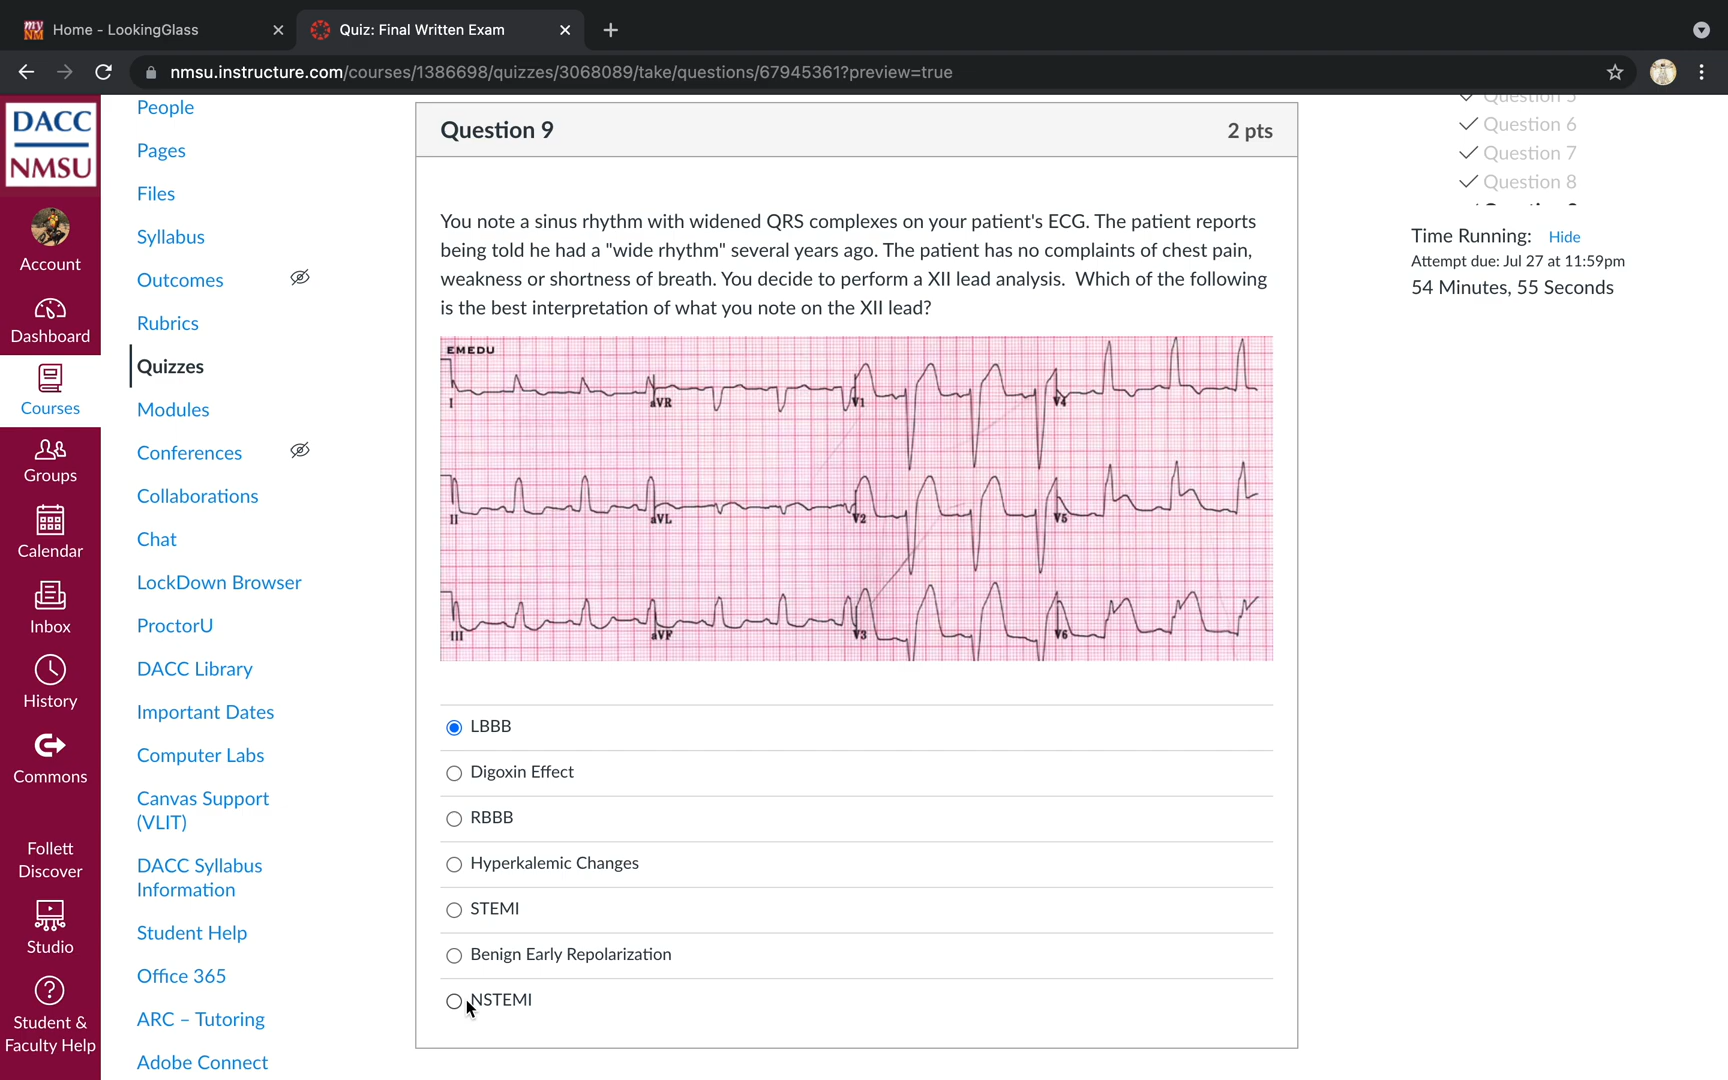 my NM
Home - LookingGlass
Quiz: Final Written Exam
nmsu.instructure.com/courses/1386698/quizzes/3068089/take/questions/67945361?preview=true
DACC
NMSU
Account
Dashboard
Courses
Groups
Calendar
Inbox
History
Commons
Follett
Discover
Studio
Student &
Faculty Help
People
Pages
Files
Syllabus
Outcomes
Rubrics
Quizzes
Modules
Conferences
Collaborations
Chat
LockDown Browser
ProctorU
DACC Library
Important Dates
Computer Labs
Canvas Support
(VLIT)
DACC Syllabus
Information
Student Help
Office 365
ARC – Tutoring
Adobe Connect
Question 9
2 pts
You note a sinus rhythm with widened QRS complexes on your patient's ECG. The patient reports
being told he had a "wide rhythm" several years ago. The patient has no complaints of chest pain,
weakness or shortness of breath. You decide to perform a XII lead analysis. Which of the following
is the best interpretation of what you note on the XII lead?
EMEDU
I aVR V1 V4
II aVL V2 V5
III aVF V3 V6
LBBB
Digoxin Effect
RBBB
Hyperkalemic Changes
STEMI
Benign Early Repolarization
NSTEMI
Question 5
Question 6
Question 7
Question 8
Time Running: Hide
Attempt due: Jul 27 at 11:59pm
54 Minutes, 55 Seconds